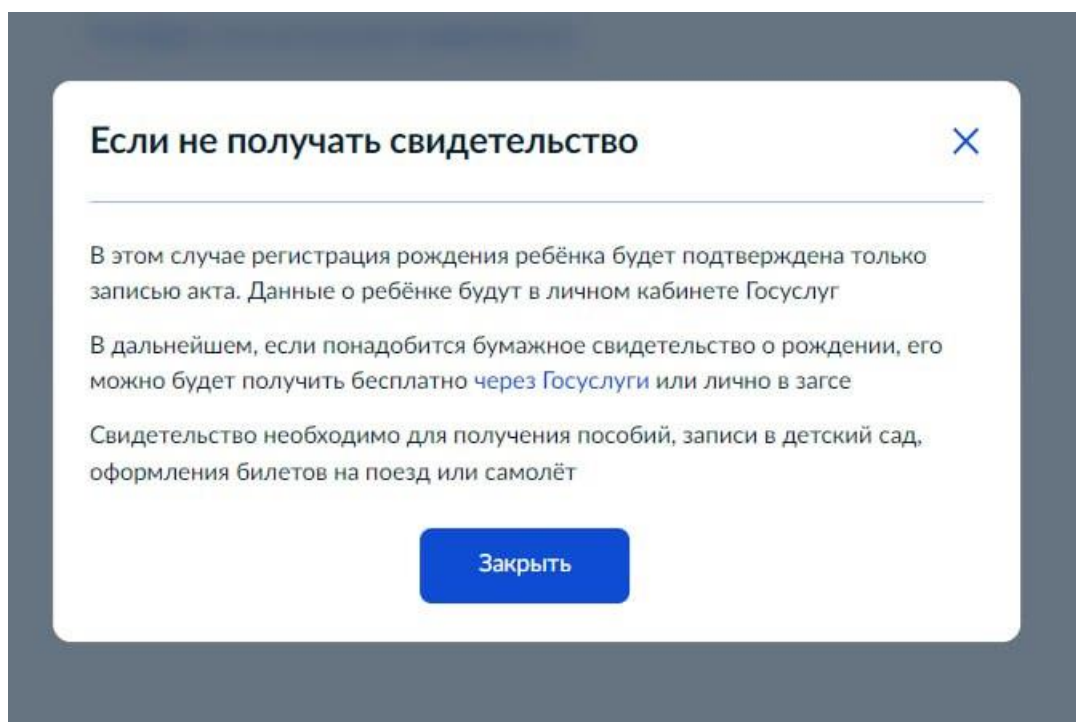 Если не получать свидетельство
В этом случае регистрация рождения ребёнка будет подтверждена только
записью акта. Данные о ребёнке будут в личном кабинете Госуслуг
В дальнейшем, если понадобится бумажное свидетельство о рождении, его
можно будет получить бесплатно через Госуслуги или лично в загсе
Свидетельство необходимо для получения пособий, записи в детский сад,
оформления билетов на поезд или самолёт
Закрыть